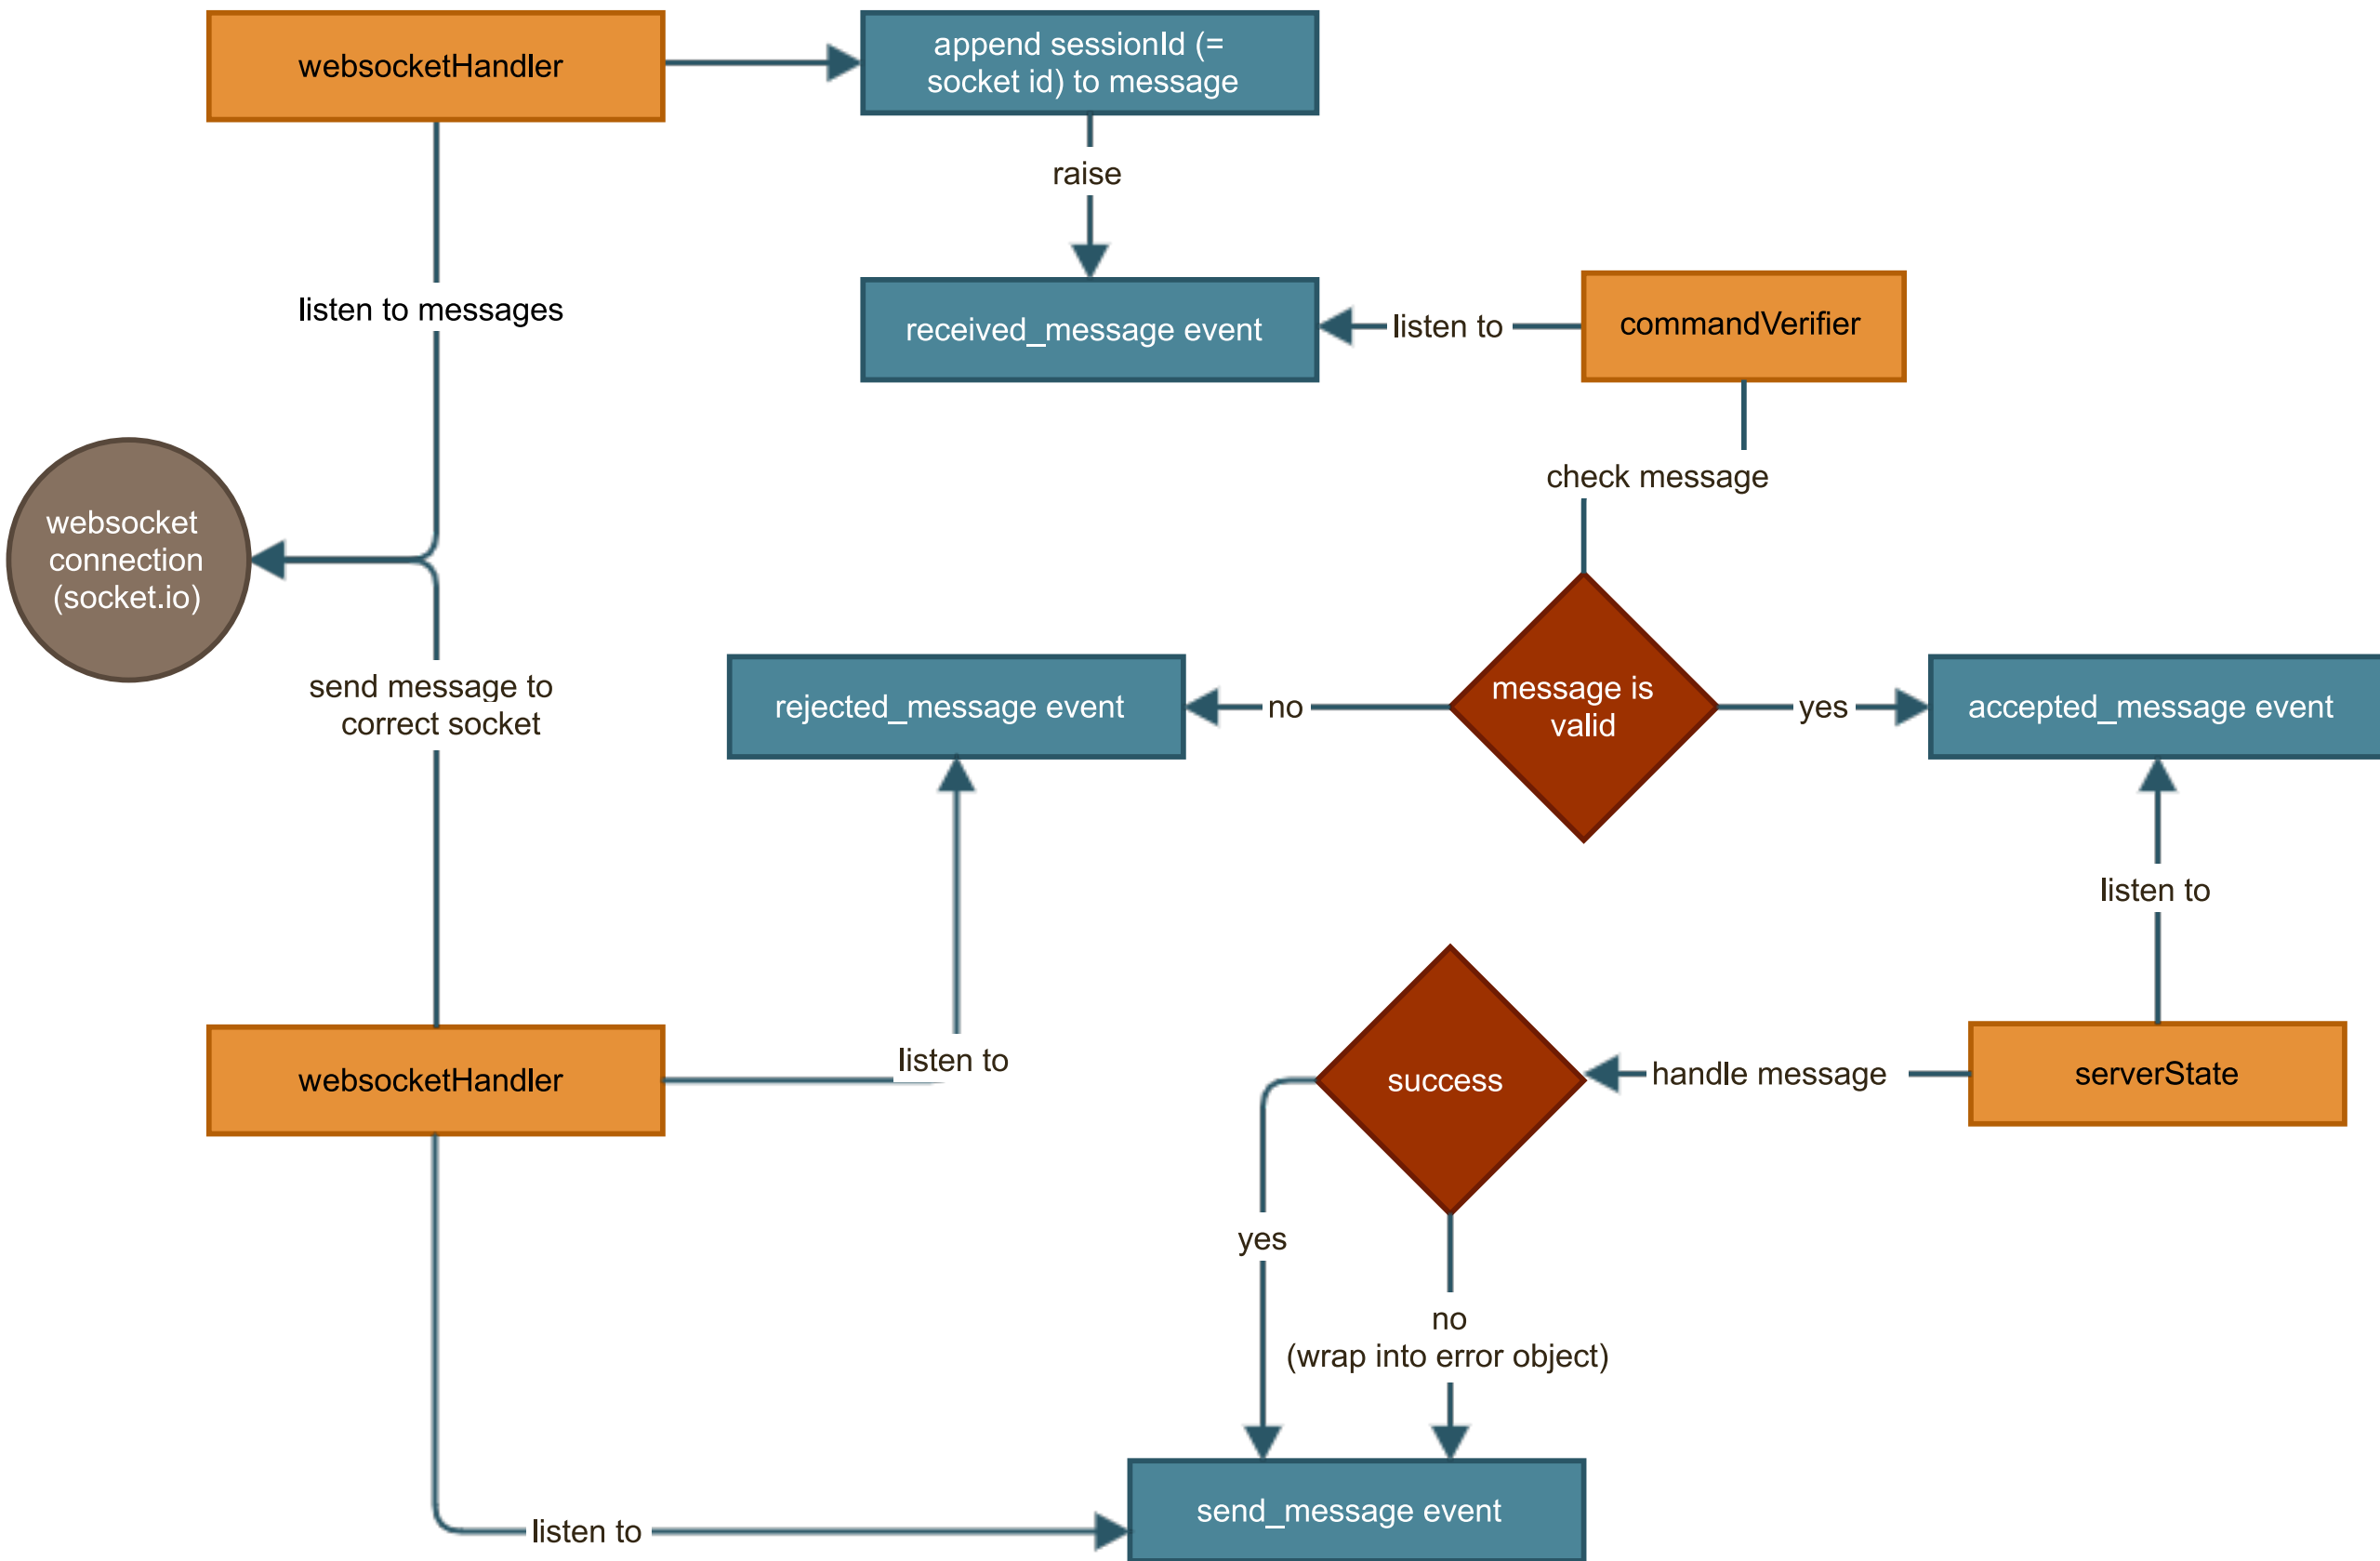 websocketHandler
append sessionId (=
socket id) to message
raise
listen to messages
received_message event
listen to
commandVerifier
check message
websocket
connection
(socket.io)
send message to
correct socket
rejected_message event
no
message is
valid
yes
accepted_message event
listen to
listen to
websocketHandler
success
handle message
serverState
yes
no
(wrap into error object)
send_message event
listen to